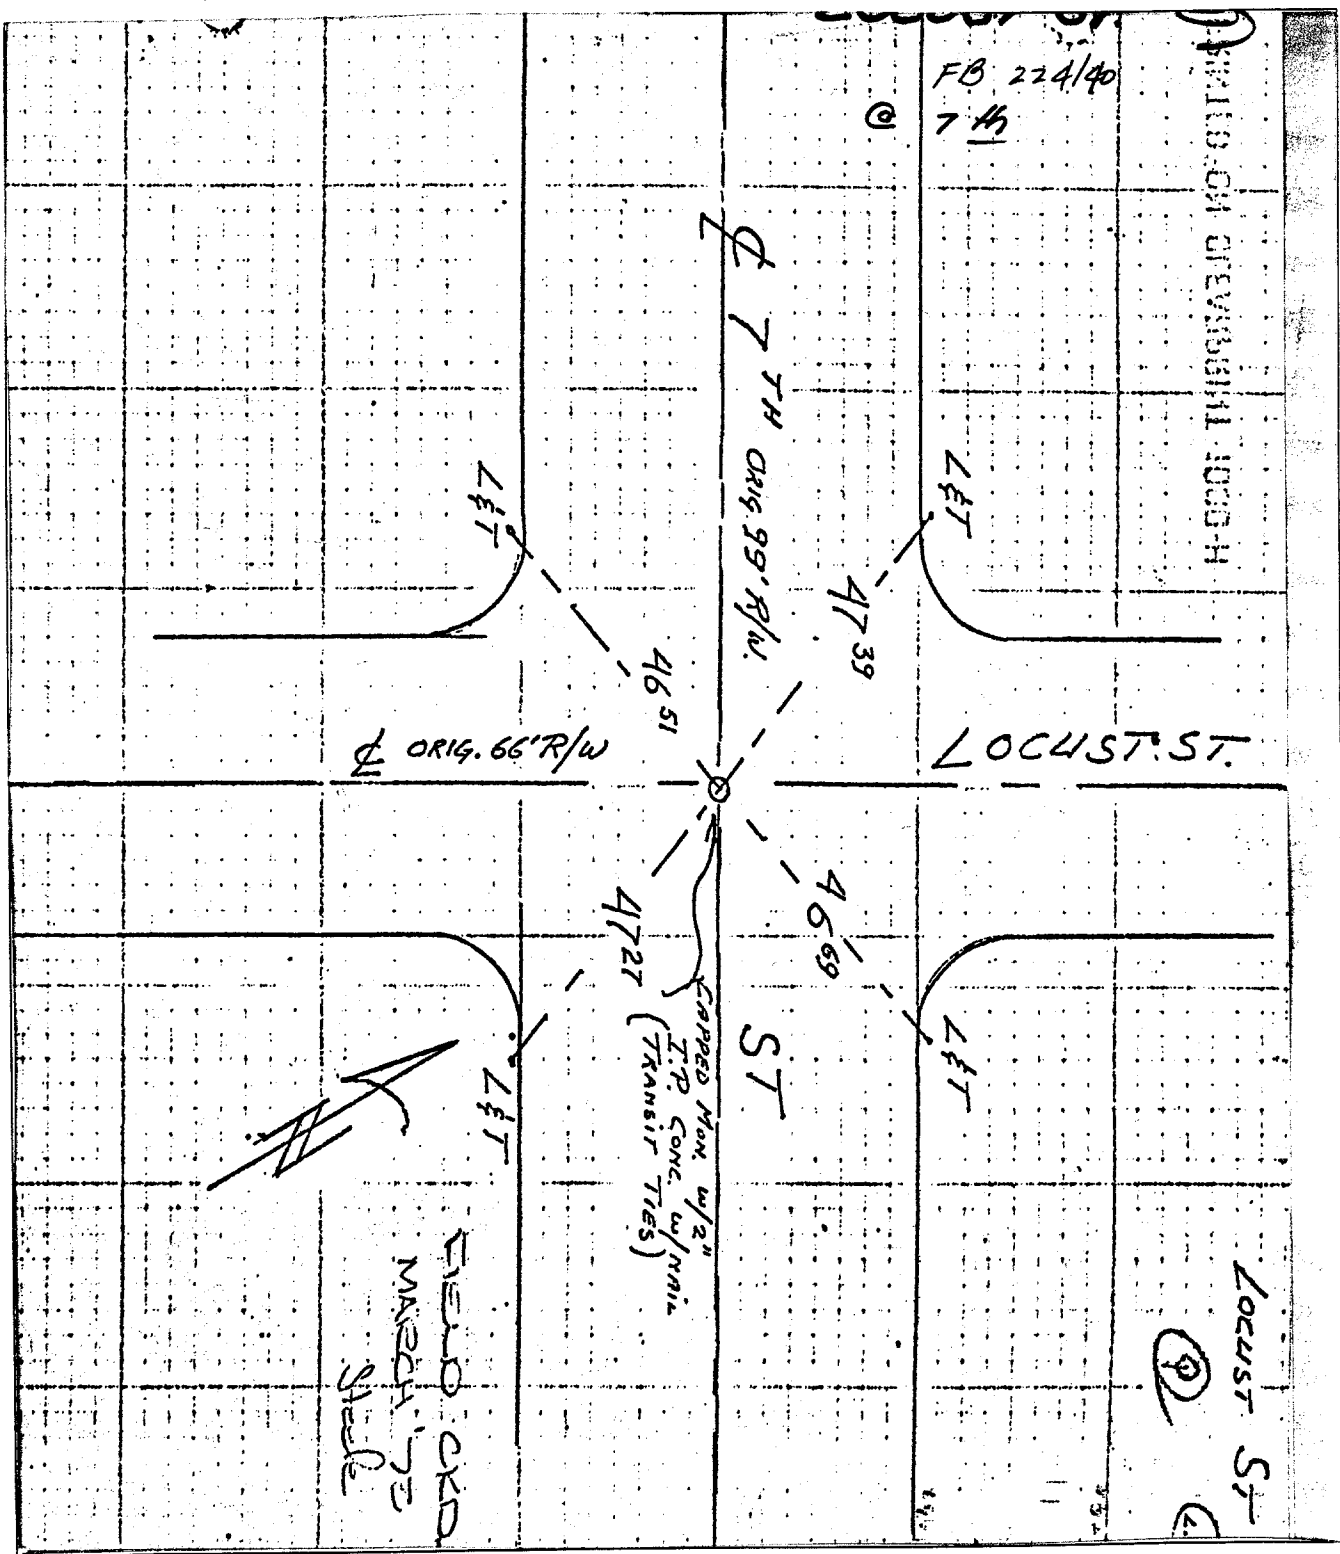 FB 224/40
@ 7th
℄ 7TH ORIG. 99' R/W.
ST
L&T
L&T
47 39
46 51
℄ ORIG. 66' R/W
LOCUST. ST.
47 27
46 69
CAPPED MON. W/2"
I.P. CONC. W/NAIL
(TRANSIT TIES)
L&T
L&T
N
FIELD CKD
MARCH
Steele
LOCUST ST